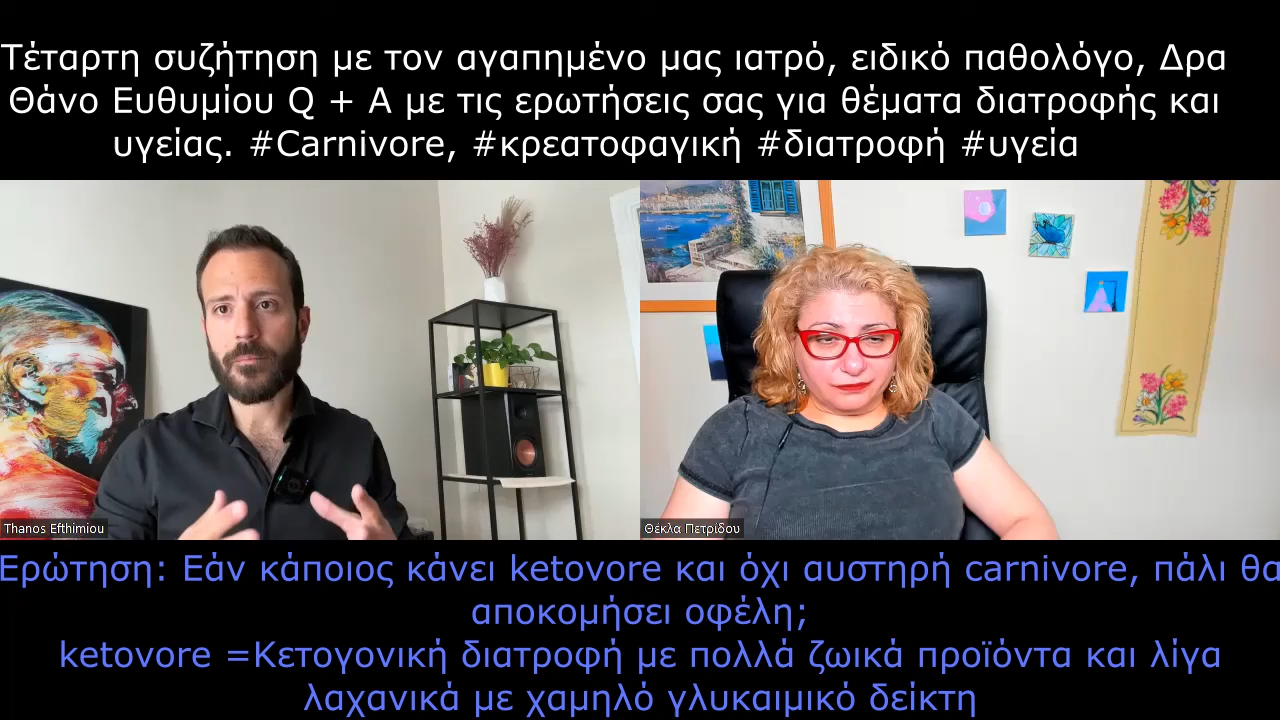 Τέταρτη συζήτηση με τον αγαπημένο μας ιατρό, ειδικό παθολόγο, Δρα
Θάνο Ευθυμίου Q + A με τις ερωτήσεις σας για θέματα διατροφής και
υγείας. #Carnivore, #κρεατοφαγική #διατροφή #υγεία
Thanos Efthimiou
Θέκλα Πετρίδου
Ερώτηση: Εάν κάποιος κάνει ketovore και όχι αυστηρή carnivore, πάλι θα
αποκομήσει οφέλη;
ketovore =Κετογονική διατροφή με πολλά ζωικά προϊόντα και λίγα
λαχανικά με χαμηλό γλυκαιμικό δείκτη